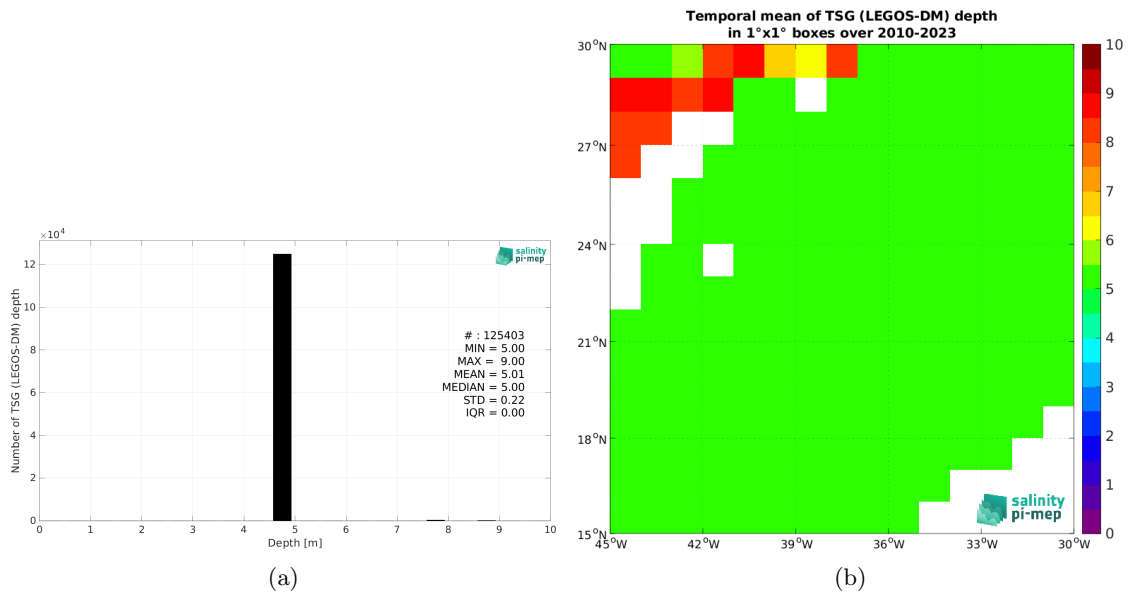 ×10⁴
12
10
8
6
4
2
0
0 1 2 3 4 5 6 7 8 9 10
Number of TSG (LEGOS-DM) depth
Depth [m]
salinity
pi-mep
# : 125403
MIN = 5.00
MAX = 9.00
MEAN = 5.01
MEDIAN = 5.00
STD = 0.22
IQR = 0.00
(a)
Temporal mean of TSG (LEGOS-DM) depth
in 1°x1° boxes over 2010-2023
30°N
27°N
24°N
21°N
18°N
15°N
45°W 42°W 39°W 36°W 33°W 30°W
salinity
pi-mep
10
9
8
7
6
5
4
3
2
1
0
(b)